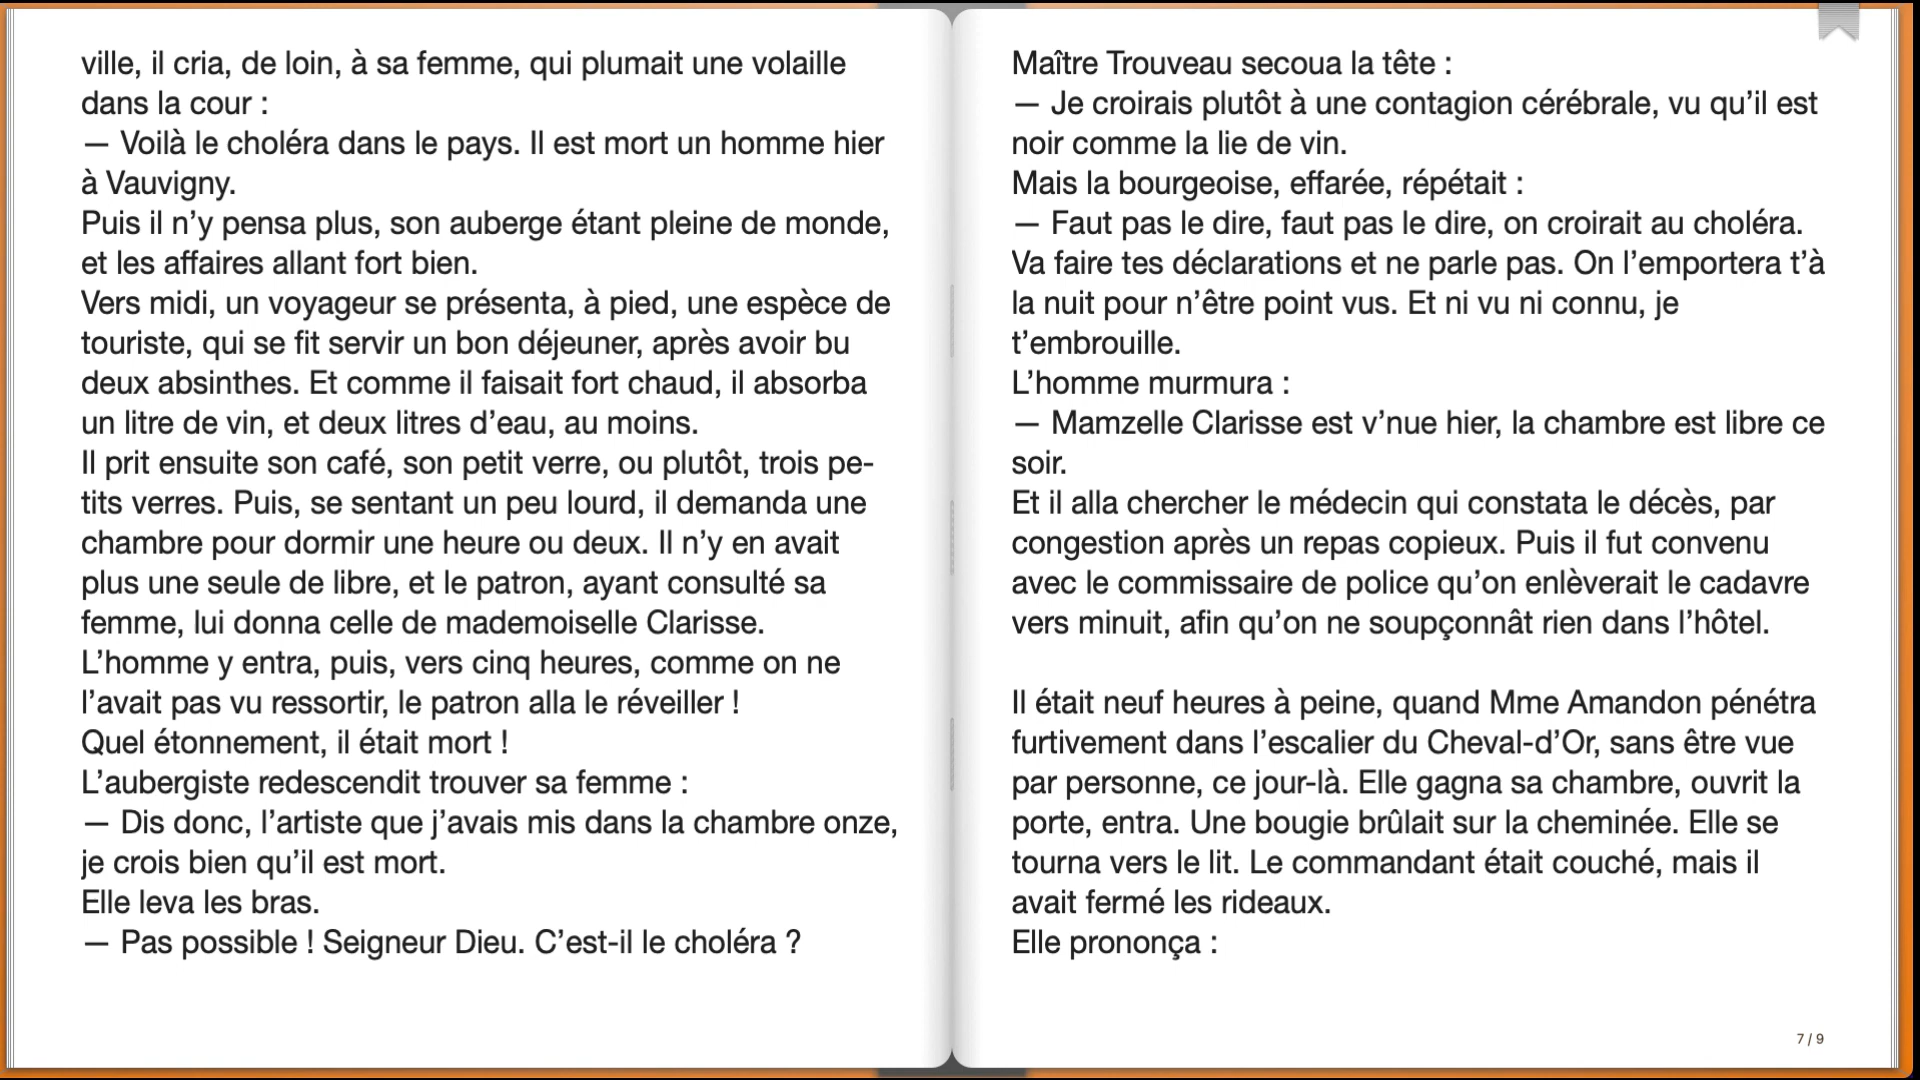 ville, il cria, de loin, à sa femme, qui plumait une volaille
dans la cour :
— Voilà le choléra dans le pays. Il est mort un homme hier
à Vauvigny.
Puis il n’y pensa plus, son auberge étant pleine de monde,
et les affaires allant fort bien.
Vers midi, un voyageur se présenta, à pied, une espèce de
touriste, qui se fit servir un bon déjeuner, après avoir bu
deux absinthes. Et comme il faisait fort chaud, il absorba
un litre de vin, et deux litres d’eau, au moins.
Il prit ensuite son café, son petit verre, ou plutôt, trois pe-
tits verres. Puis, se sentant un peu lourd, il demanda une
chambre pour dormir une heure ou deux. Il n’y en avait
plus une seule de libre, et le patron, ayant consulté sa
femme, lui donna celle de mademoiselle Clarisse.
L’homme y entra, puis, vers cinq heures, comme on ne
l’avait pas vu ressortir, le patron alla le réveiller !
Quel étonnement, il était mort !
L’aubergiste redescendit trouver sa femme :
— Dis donc, l’artiste que j’avais mis dans la chambre onze,
je crois bien qu’il est mort.
Elle leva les bras.
— Pas possible ! Seigneur Dieu. C’est-il le choléra ?
Maître Trouveau secoua la tête :
— Je croirais plutôt à une contagion cérébrale, vu qu’il est
noir comme la lie de vin.
Mais la bourgeoise, effarée, répétait :
— Faut pas le dire, faut pas le dire, on croirait au choléra.
Va faire tes déclarations et ne parle pas. On l’emportera t’à
la nuit pour n’être point vus. Et ni vu ni connu, je
t’embrouille.
L’homme murmura :
— Mamzelle Clarisse est v’nue hier, la chambre est libre ce
soir.
Et il alla chercher le médecin qui constata le décès, par
congestion après un repas copieux. Puis il fut convenu
avec le commissaire de police qu’on enlèverait le cadavre
vers minuit, afin qu’on ne soupçonnât rien dans l’hôtel.
Il était neuf heures à peine, quand Mme Amandon pénétra
furtivement dans l’escalier du Cheval-d’Or, sans être vue
par personne, ce jour-là. Elle gagna sa chambre, ouvrit la
porte, entra. Une bougie brûlait sur la cheminée. Elle se
tourna vers le lit. Le commandant était couché, mais il
avait fermé les rideaux.
Elle prononça :
7 / 9